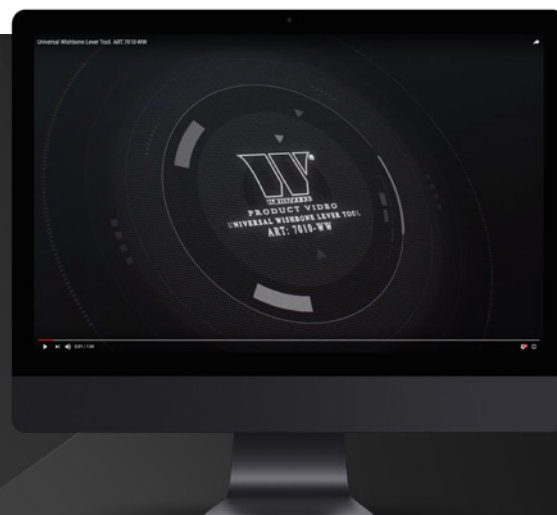 Universal Wishbone Lever Tool. ART.7010-WW
W®
PRODUCT VIDEO
UNIVERSAL WISHBONE LEVER TOOL
ART: 7010-WW